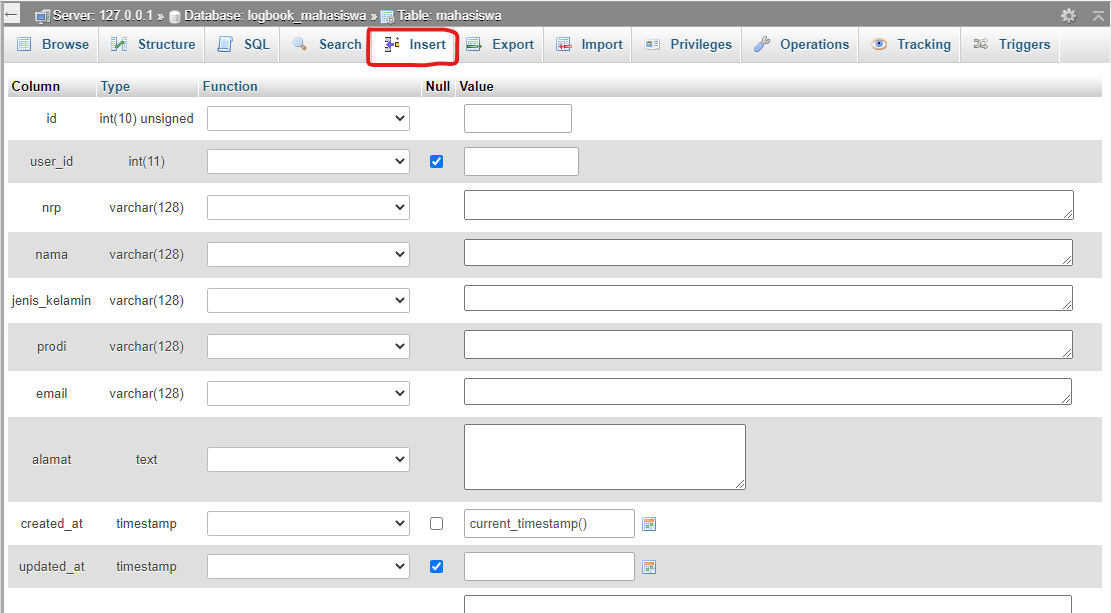 Server: 127.0.0.1 » Database: logbook_mahasiswa » Table: mahasiswa
Browse Structure SQL Search Insert Export Import Privileges Operations Tracking Triggers
Column Type Function Null Value
id int(10) unsigned
user_id int(11)
nrp varchar(128)
nama varchar(128)
jenis_kelamin varchar(128)
prodi varchar(128)
email varchar(128)
alamat text
created_at timestamp current_timestamp()
updated_at timestamp